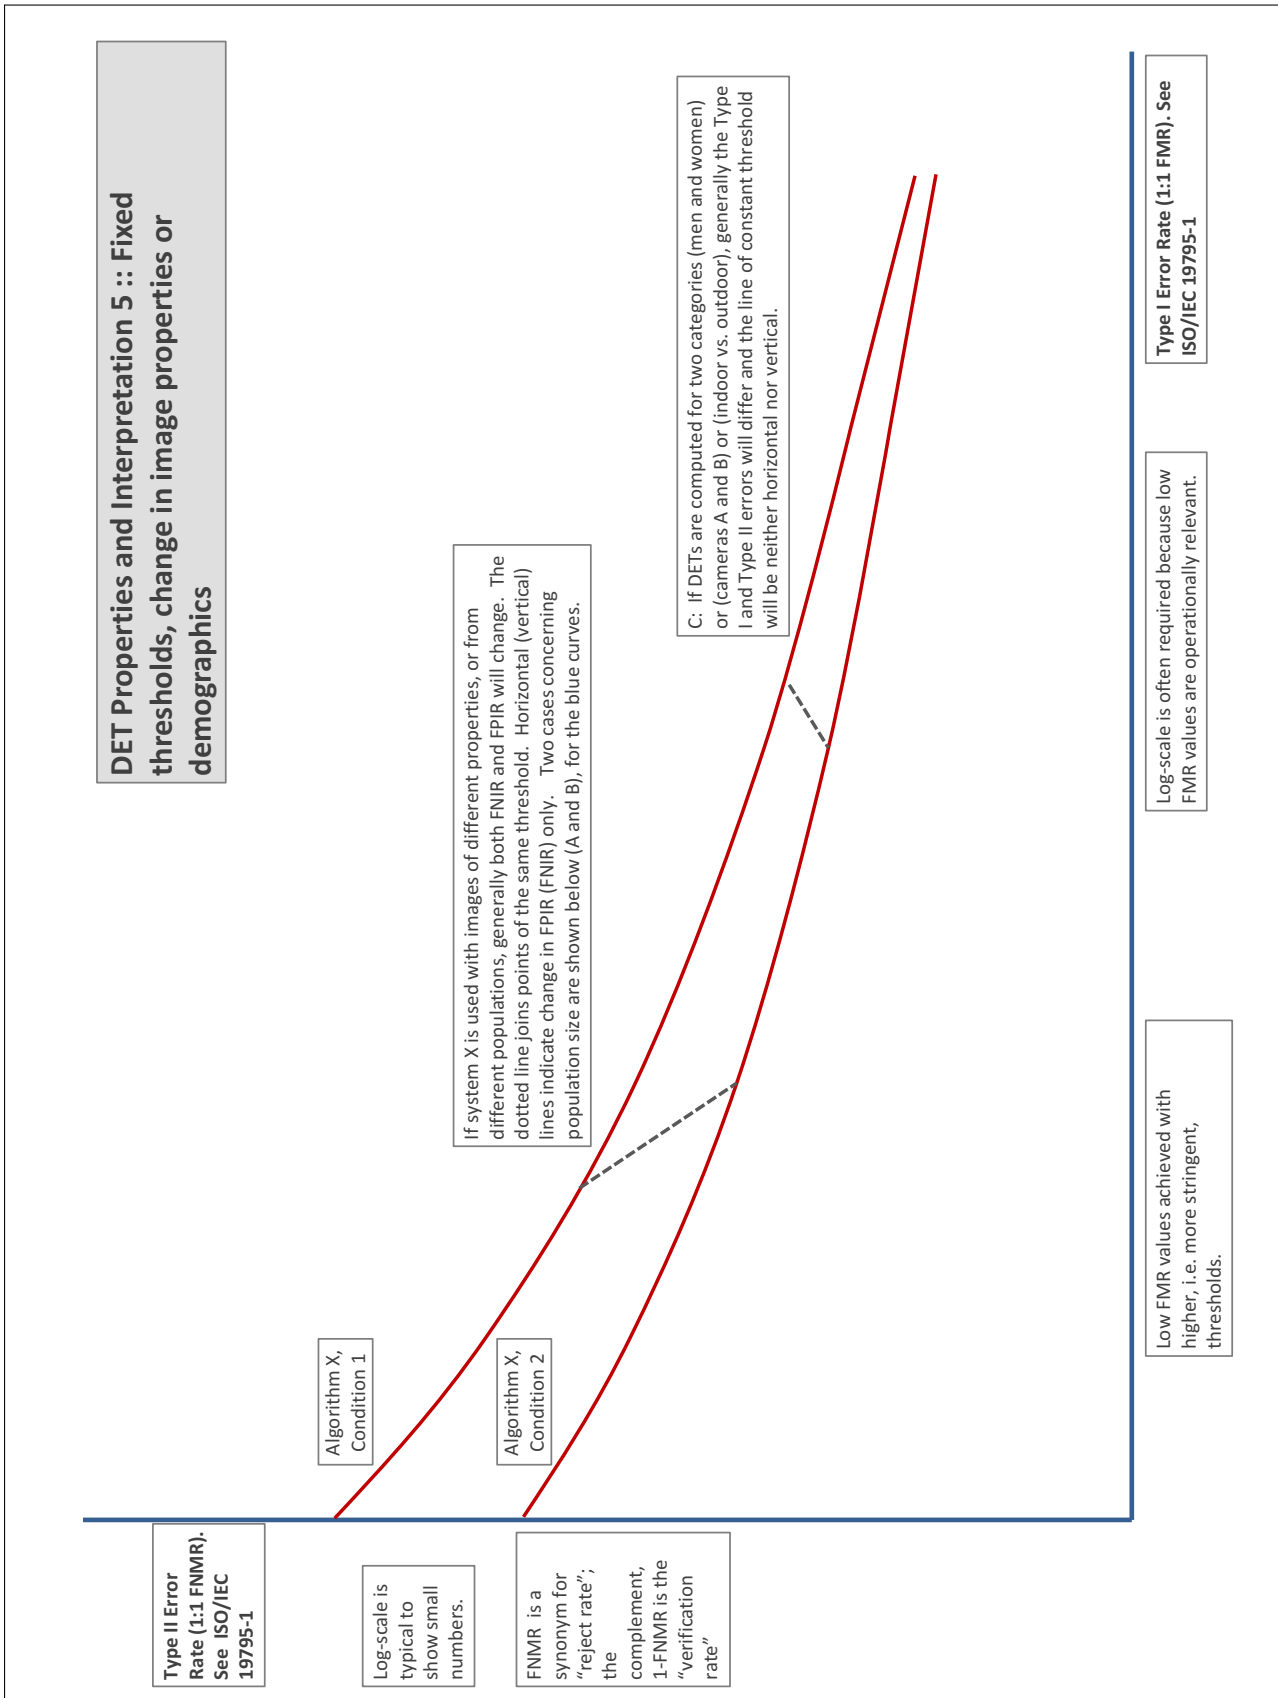 DET Properties and Interpretation 5 :: Fixed
thresholds, change in image properties or
demographics
Type II Error
Rate (1:1 FNMR).
See  ISO/IEC
19795-1
Log-scale is
typical to
show small
numbers.
FNMR  is a
synonym for
“reject rate”;
the
complement,
1-FNMR is the
“verification
rate”
Algorithm X,
Condition 1
Algorithm X,
Condition 2
If system X is used with images of different properties, or from
different populations, generally both FNIR and FPIR will change.  The
dotted line joins points of the same threshold.  Horizontal (vertical)
lines indicate change in FPIR (FNIR) only.   Two cases concerning
population size are shown below (A and B), for the blue curves.
C:  If DETs are computed for two categories (men and women)
or (cameras A and B) or (indoor vs. outdoor), generally the Type
I and Type II errors will differ and the line of constant threshold
will be neither horizontal nor vertical.
Low FMR values achieved with
higher, i.e. more stringent,
thresholds.
Log-scale is often required because low
FMR values are operationally relevant.
Type I Error Rate (1:1 FMR). See
ISO/IEC 19795-1